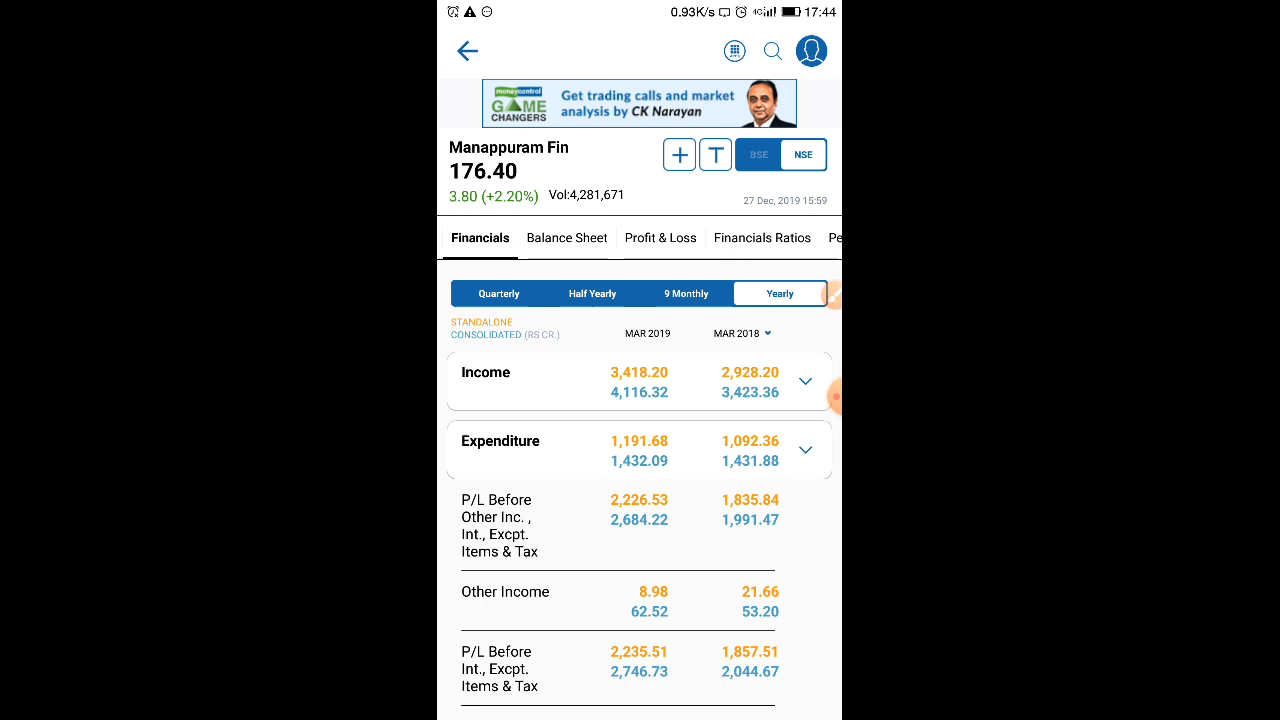 0.93K/s 4G 17:44
APPS
moneycontrol
GAME
CHANGERS
Get trading calls and market
analysis by CK Narayan
Manappuram Fin
176.40
3.80 (+2.20%) Vol:4,281,671
T
BSE NSE
27 Dec, 2019 15:59
Financials Balance Sheet Profit & Loss Financials Ratios Pe
Quarterly Half Yearly 9 Monthly Yearly
STANDALONE
CONSOLIDATED (RS CR.) MAR 2019 MAR 2018
Income 3,418.20 2,928.20
4,116.32 3,423.36
Expenditure 1,191.68 1,092.36
1,432.09 1,431.88
P/L Before 2,226.53 1,835.84
Other Inc. , 2,684.22 1,991.47
Int., Excpt.
Items & Tax
Other Income 8.98 21.66
62.52 53.20
P/L Before 2,235.51 1,857.51
Int., Excpt. 2,746.73 2,044.67
Items & Tax